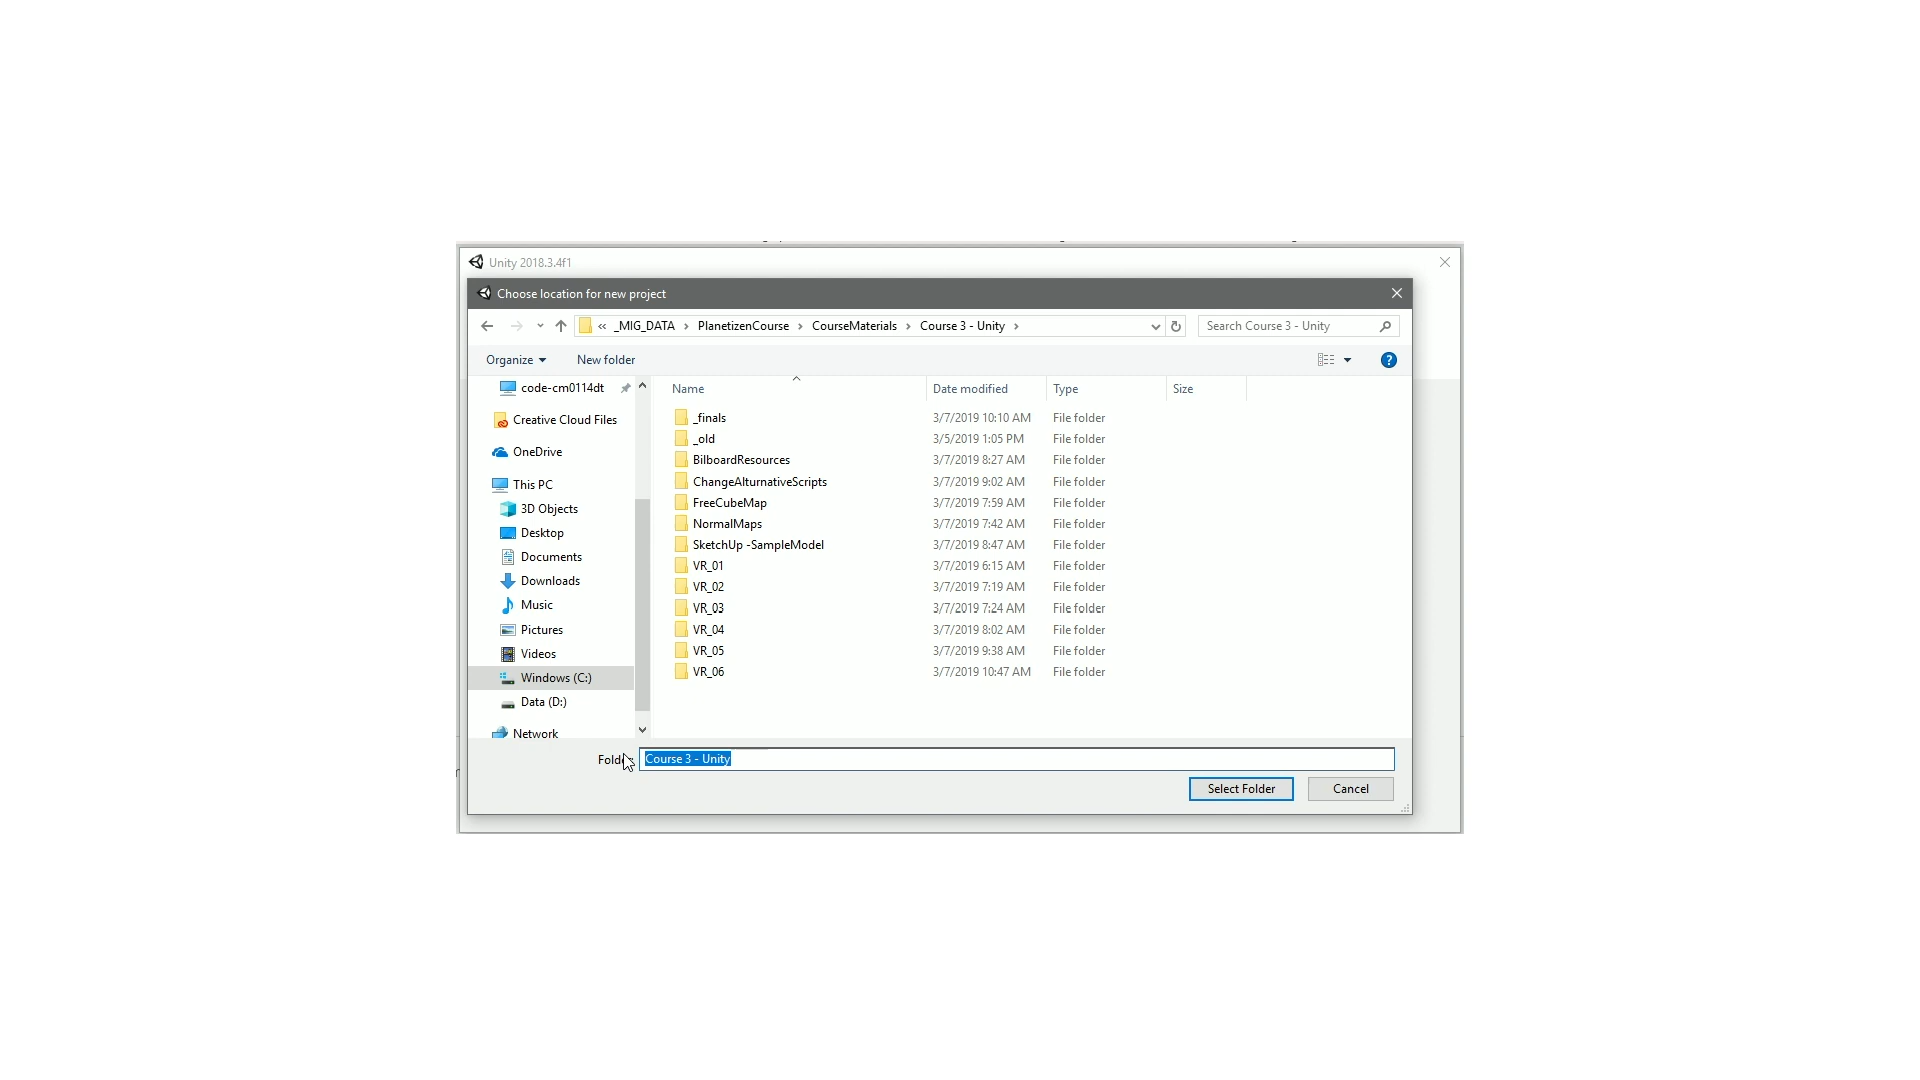 Unity 2018.3.4f1
Choose location for new project
« _MIG_DATA › PlanetizenCourse › CourseMaterials › Course 3 - Unity ›
Search Course 3 - Unity
Organize
New folder
?
code-cm0114dt
Creative Cloud Files
OneDrive
This PC
3D Objects
Desktop
Documents
Downloads
Music
Pictures
Videos
Windows (C:)
Data (D:)
Network
Name Date modified Type Size
_finals 3/7/2019 10:10 AM File folder
_old 3/5/2019 1:05 PM File folder
BilboardResources 3/7/2019 8:27 AM File folder
ChangeAlturnativeScripts 3/7/2019 9:02 AM File folder
FreeCubeMap 3/7/2019 7:59 AM File folder
NormalMaps 3/7/2019 7:42 AM File folder
SketchUp -SampleModel 3/7/2019 8:47 AM File folder
VR_01 3/7/2019 6:15 AM File folder
VR_02 3/7/2019 7:19 AM File folder
VR_03 3/7/2019 7:24 AM File folder
VR_04 3/7/2019 8:02 AM File folder
VR_05 3/7/2019 9:38 AM File folder
VR_06 3/7/2019 10:47 AM File folder
Folder: Course 3 - Unity
Select Folder
Cancel